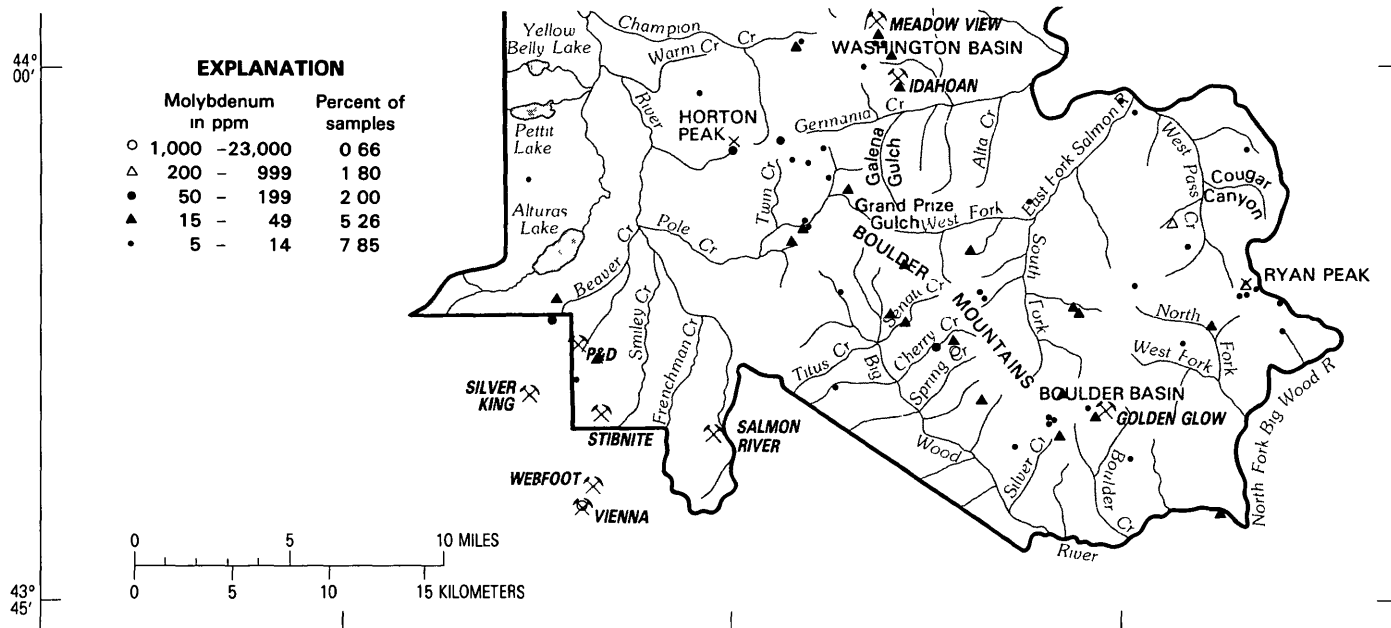 44°
00'
43°
45'
EXPLANATION
Molybdenum
in ppm
Percent of
samples
1,000 – 23,000 0 66
200 – 999 1 80
50 – 199 2 00
15 – 49 5 26
5 – 14 7 85
0 5 10 MILES
0 5 10 15 KILOMETERS
Yellow
Belly Lake
Pettit
Lake
Alturas
Lake
Champion Cr
Warm Cr
River
HORTON
PEAK
MEADOW VIEW
WASHINGTON BASIN
IDAHOAN
Germania Cr
Galena
Gulch
Alta Cr
East Fork Salmon R
West Pass Cr
Cougar
Canyon
Twin Cr
Grand Prize
Gulch
West Fork
Pole Cr
Beaver Cr
Smiley Cr
Frenchman Cr
BOULDER MOUNTAINS
South Fork
RYAN PEAK
North Fork
West Fork
Senate Cr
Cherry Cr
Spring Cr
Titus Cr
Big Wood River
P&D
SILVER
KING
STIBNITE
SALMON
RIVER
WEBFOOT
VIENNA
BOULDER BASIN
GOLDEN GLOW
Silver Cr
Boulder Cr
North Fork Big Wood R